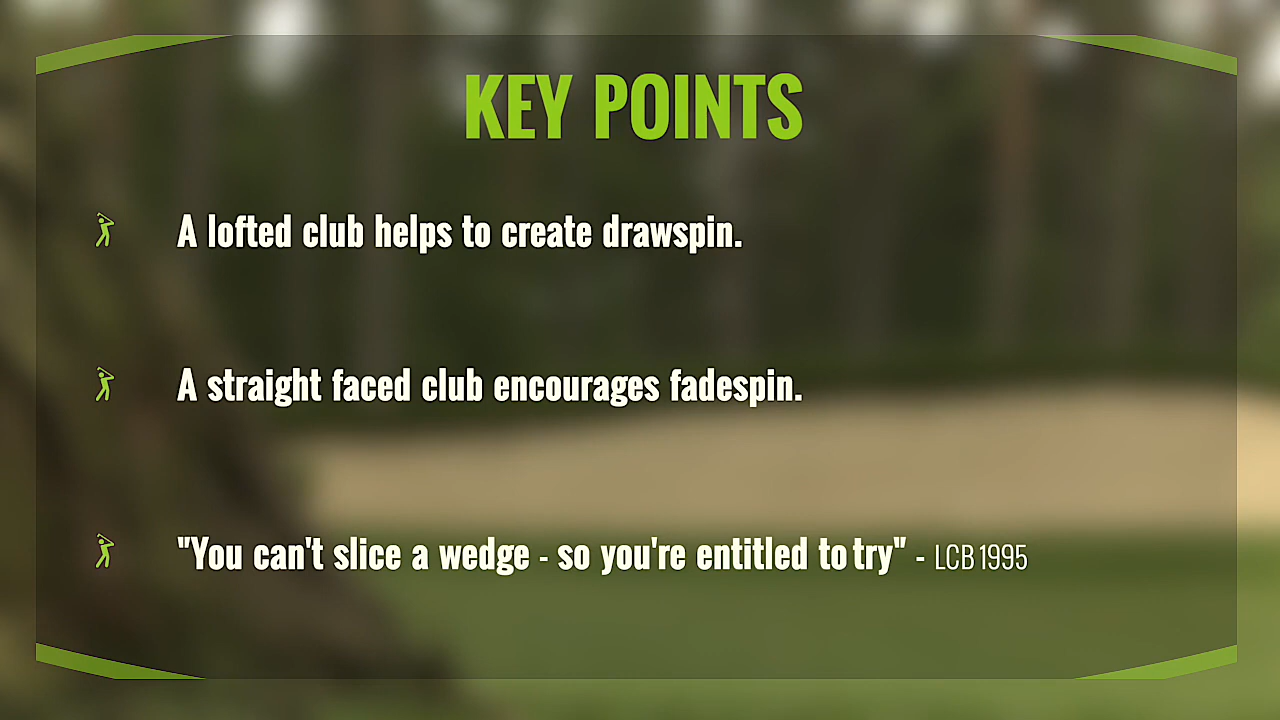 KEY POINTS
A lofted club helps to create drawspin.
A straight faced club encourages fadespin.
"You can't slice a wedge - so you're entitled to try" - LCB 1995